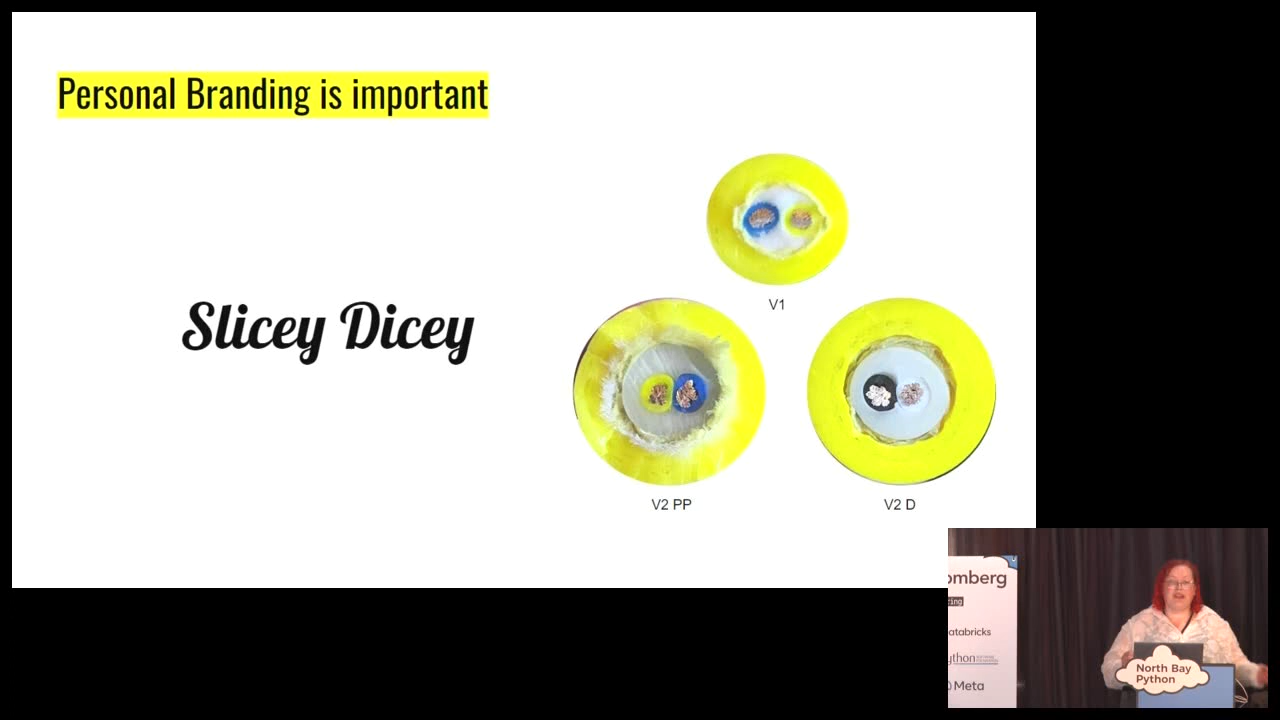 Personal Branding is important
Slicey Dicey
V1
V2 PP
V2 D
omberg
atabricks
ython
Meta
North Bay
Python